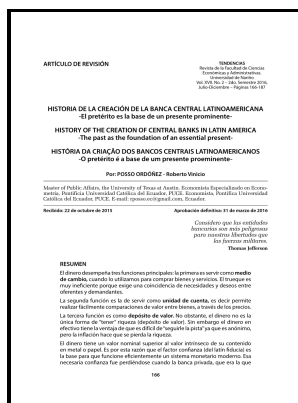 ARTÍCULO DE REVISIÓN
TENDENCIAS
Revista de la Facultad de Ciencias
Económicas y Administrativas.
Universidad de Nariño
Vol. XVII. No. 2 - 2do. Semestre 2016,
Julio-Diciembre - Páginas 166-187
HISTORIA DE LA CREACIÓN DE LA BANCA CENTRAL LATINOAMERICANA
-El pretérito es la base de un presente prominente-
HISTORY OF THE CREATION OF CENTRAL BANKS IN LATIN AMERICA
-The past as the foundation of an essential present-
HISTÓRIA DA CRIAÇÃO DOS BANCOS CENTRAIS LATINOAMERICANOS
-O pretérito é a base de um presente proeminente-
Por: POSSO ORDÓÑEZ - Roberto Vinicio
Master of Public Affairs, the University of Texas at Austin. Economista Especializado en Econo-
metría, Pontificia Universidad Católica del Ecuador, PUCE. Economista, Pontifica Universidad
Católica del Ecuador, PUCE. E-mail: rposso.ec@gmail.com, Ecuador.
Recibido: 22 de octubre de 2015
Aprobación definitiva: 31 de marzo de 2016
Considero que las entidades
bancarias son más peligrosas
para nuestras libertades que
las fuerzas militares.
Thomas Jefferson
RESUMEN
El dinero desempeña tres funciones principales: la primera es servir como medio
de cambio, cuando lo utilizamos para comprar bienes y servicios. El trueque es
muy ineficiente porque exige una coincidencia de necesidades y deseos entre
oferentes y demandantes.
La segunda función es la de servir como unidad de cuenta, es decir permite
realizar fácilmente comparaciones de valor entre bienes, a través de los precios.
La tercera función es como depósito de valor. No obstante, el dinero no es la
única forma de "tener" riqueza (depósito de valor). Sin embargo el dinero en
efectivo tiene la ventaja de que es difícil de "seguirle la pista" ya que es anónimo,
pero la inflación hace que se pierda la riqueza.
El dinero tiene un valor nominal superior al valor intrínseco de su contenido
en metal o papel. Es por esta razón que el factor confianza (del latín fiducia) es
la base para que funcione eficientemente un sistema monetario moderno. Esa
necesaria confianza fue perdiéndose cuando la banca privada, que era la que
166